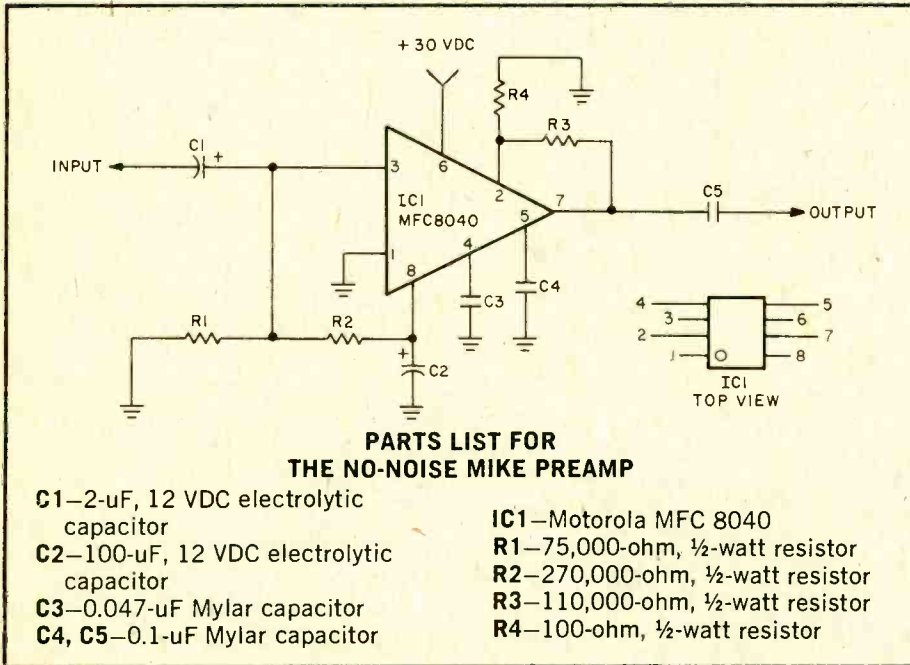 + 30 VDC
R4
R3
C1
+
INPUT
3
6
2
IC1
MFC8040
7
C5
OUTPUT
5
4
1
8
C3
C4
R1
R2
+
C2
4
5
3
6
2
7
1
8
IC1
TOP VIEW
PARTS LIST FOR
THE NO-NOISE MIKE PREAMP
C1—2-uF, 12 VDC electrolytic
capacitor
C2—100-uF, 12 VDC electrolytic
capacitor
C3—0.047-uF Mylar capacitor
C4, C5—0.1-uF Mylar capacitor
IC1—Motorola MFC 8040
R1—75,000-ohm, ½-watt resistor
R2—270,000-ohm, ½-watt resistor
R3—110,000-ohm, ½-watt resistor
R4—100-ohm, ½-watt resistor